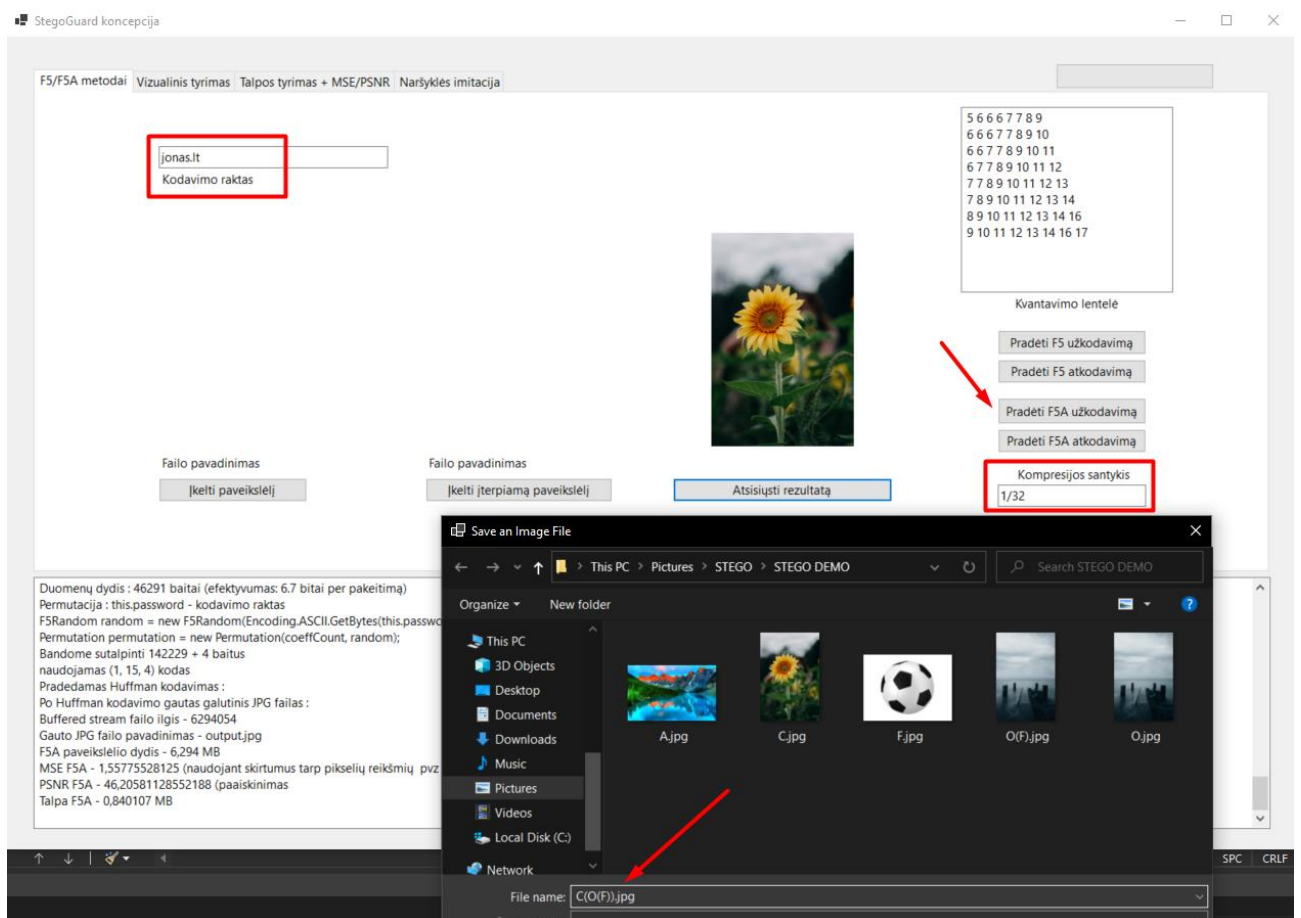 StegoGuard koncepcija
F5/F5A metodai Vizualinis tyrimas Talpos tyrimas + MSE/PSNR Naršyklės imitacija
jonas.lt
Kodavimo raktas
5 6 6 6 7 7 8 9
6 6 6 7 7 8 9 10
6 6 7 7 8 9 10 11
6 7 7 8 9 10 11 12
7 7 8 9 10 11 12 13
7 8 9 10 11 12 13 14
8 9 10 11 12 13 14 16
9 10 11 12 13 14 16 17
Kvantavimo lentelė
Pradėti F5 užkodavimą
Pradėti F5 atkodavimą
Pradėti F5A užkodavimą
Pradėti F5A atkodavimą
Kompresijos santykis
1/32
Failo pavadinimas
Įkelti paveikslėlį
Failo pavadinimas
Įkelti įterpiamą paveikslėlį
Atsisiųsti rezultatą
Duomenų dydis : 46291 baitai (efektyvumas: 6.7 bitai per pakeitimą)
Permutacija : this.password - kodavimo raktas
F5Random random = new F5Random(Encoding.ASCII.GetBytes(this.passwo
Permutation permutation = new Permutation(coeffCount, random);
Bandome sutalpinti 142229 + 4 baitus
naudojamas (1, 15, 4) kodas
Pradedamas Huffman kodavimas :
Po Huffman kodavimo gautas galutinis JPG failas :
Buffered stream failo ilgis - 6294054
Gauto JPG failo pavadinimas - output.jpg
F5A paveikslėlio dydis - 6,294 MB
MSE F5A - 1,55775528125 (naudojant skirtumus tarp pikselių reikšmių pvz
PSNR F5A - 46,20581128552188 (paaiškinimas
Talpa F5A - 0,840107 MB
Save an Image File
This PC > Pictures > STEGO > STEGO DEMO
Search STEGO DEMO
Organize New folder
This PC
3D Objects
Desktop
Documents
Downloads
Music
Pictures
Videos
Local Disk (C:)
Network
A.jpg C.jpg F.jpg O(F).jpg O.jpg
File name: C(O(F)).jpg
SPC CRLF